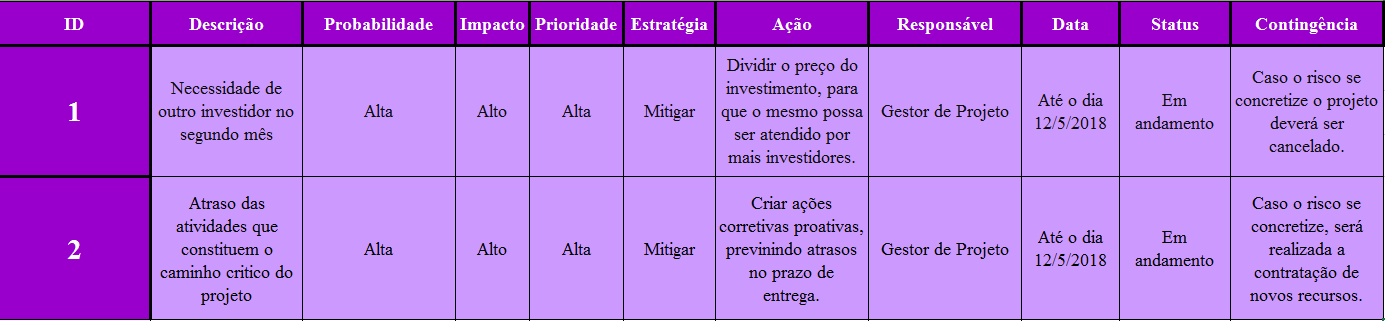 ID Descrição Probabilidade Impacto Prioridade Estratégia Ação Responsável Data Status Contingência
1
Necessidade de
outro investidor no
segundo mês
Alta
Alto
Alta
Mitigar
Dividir o preço do
investimento, para
que o mesmo possa
ser atendido por
mais investidores.
Gestor de Projeto
Até o dia
12/5/2018
Em
andamento
Caso o risco se
concretize o projeto
deverá ser
cancelado.
2
Atraso das
atividades que
constituem o
caminho critico do
projeto
Alta
Alto
Alta
Mitigar
Criar ações
corretivas proativas,
previnindo atrasos
no prazo de
entrega.
Gestor de Projeto
Até o dia
12/5/2018
Em
andamento
Caso o risco se
concretize, será
realizada a
contratação de
novos recursos.